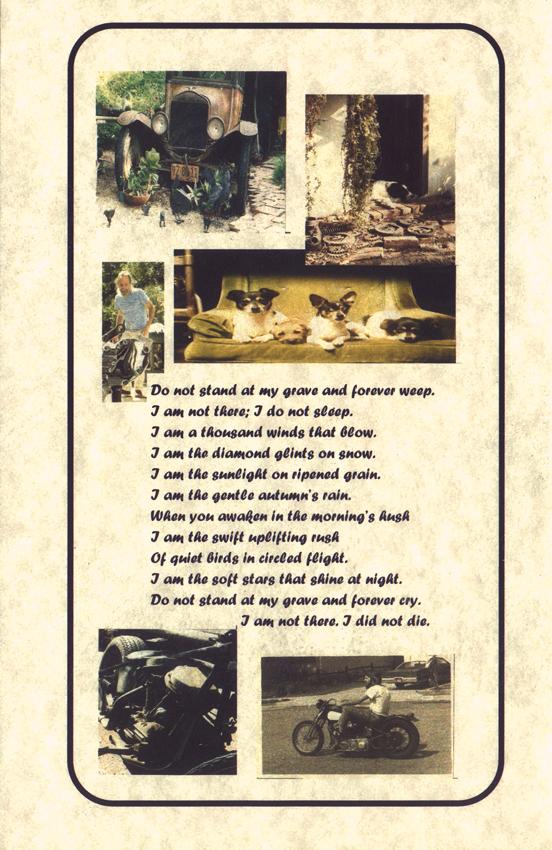 Do not stand at my grave and forever weep.
I am not there; I do not sleep.
I am a thousand winds that blow.
I am the diamond glints on snow.
I am the sunlight on ripened grain.
I am the gentle autumn's rain.
When you awaken in the morning's hush
I am the swift uplifting rush
Of quiet birds in circled flight.
I am the soft stars that shine at night.
Do not stand at my grave and forever cry.
I am not there. I did not die.